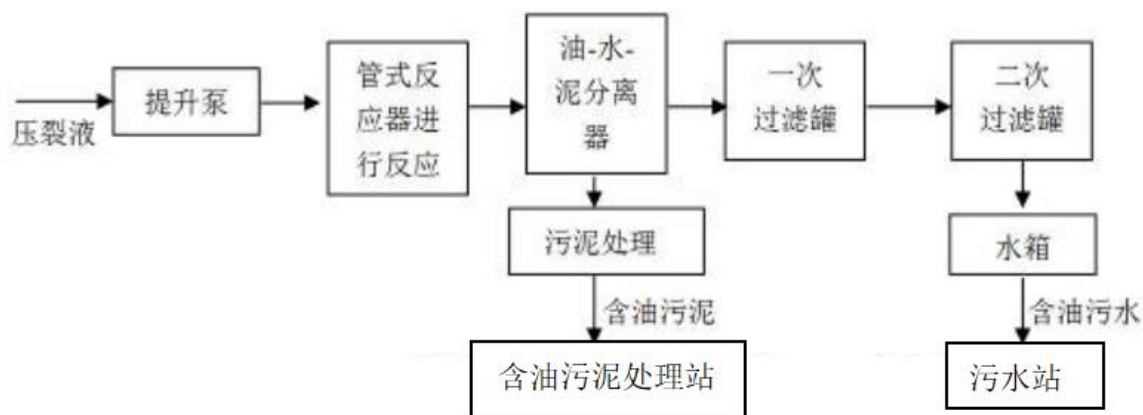 压裂液
提升泵
管式反
应器进
行反应
油-水-
泥分离
器
一次
过滤罐
二次
过滤罐
污泥处理
水箱
含油污泥
含油污水
含油污泥处理站
污水站